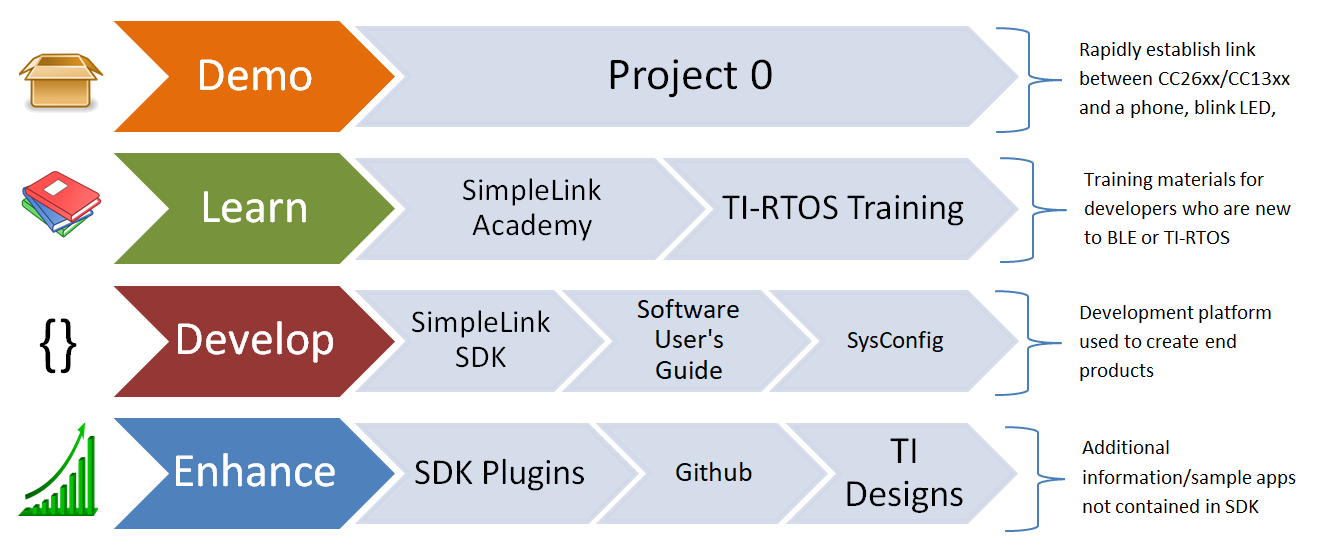 Demo
Project 0
Rapidly establish link
between CC26xx/CC13xx
and a phone, blink LED,
Learn
SimpleLink
Academy
TI-RTOS Training
Training materials for
developers who are new
to BLE or TI-RTOS
{}
Develop
SimpleLink
SDK
Software
User's
Guide
SysConfig
Development platform
used to create end
products
Enhance
SDK Plugins
Github
TI
Designs
Additional
information/sample apps
not contained in SDK